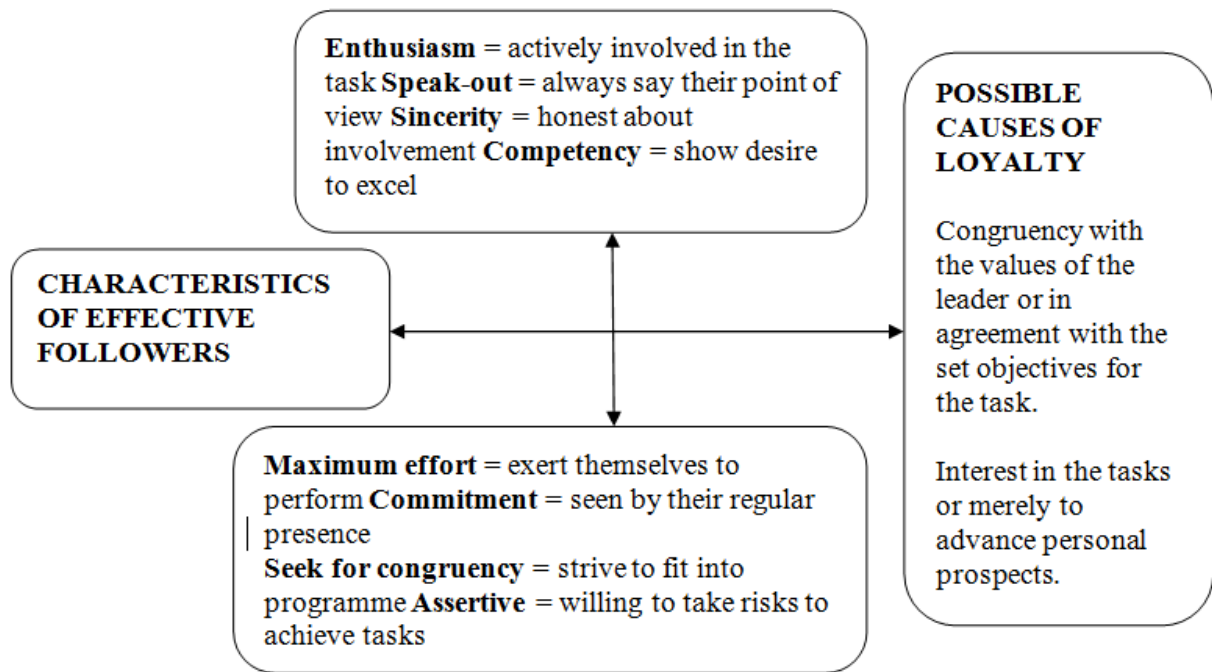 Enthusiasm = actively involved in the
task Speak-out = always say their point of
view Sincerity = honest about
involvement Competency = show desire
to excel
CHARACTERISTICS
OF EFFECTIVE
FOLLOWERS
POSSIBLE
CAUSES OF
LOYALTY
Congruency with
the values of the
leader or in
agreement with the
set objectives for
the task.
Interest in the tasks
or merely to
advance personal
prospects.
Maximum effort = exert themselves to
perform Commitment = seen by their regular
presence
Seek for congruency = strive to fit into
programme Assertive = willing to take risks to
achieve tasks